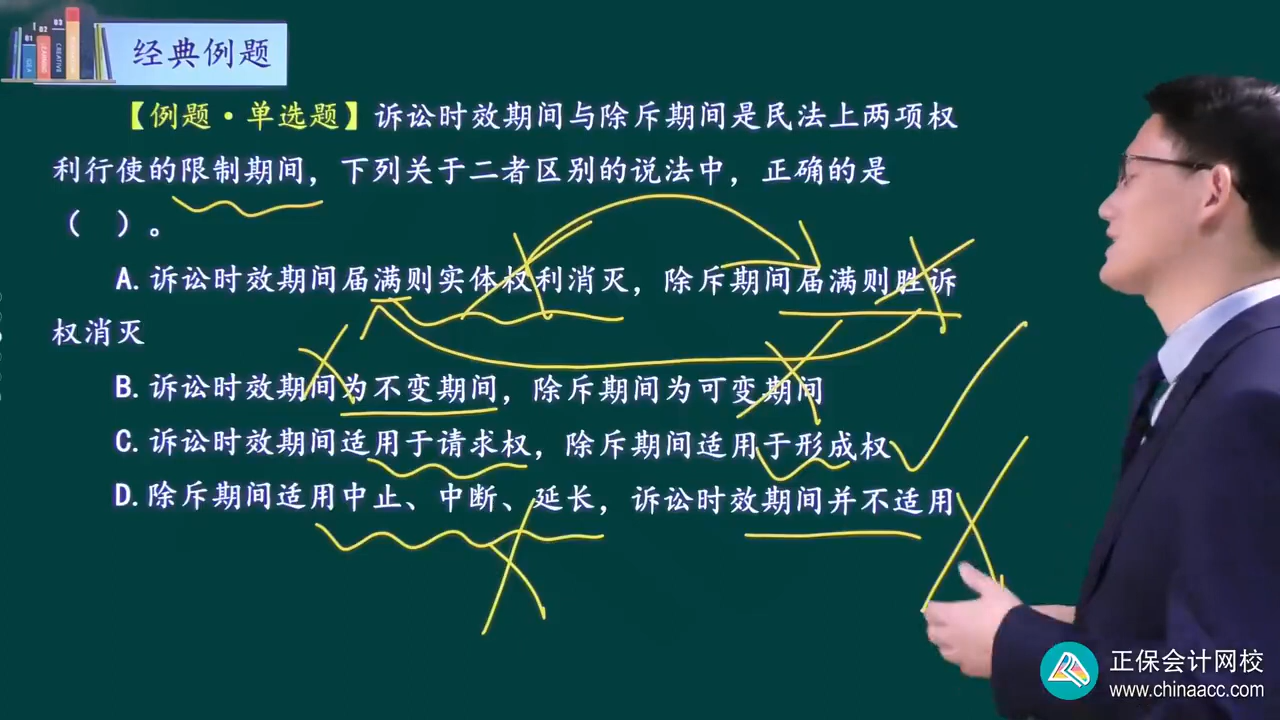 经典例题
【例题·单选题】诉讼时效期间与除斥期间是民法上两项权
利行使的限制期间，下列关于二者区别的说法中，正确的是
（ ）。
A. 诉讼时效期间届满则实体权利消灭，除斥期间届满则胜诉
权消灭
B. 诉讼时效期间为不变期间，除斥期间为可变期间
C. 诉讼时效期间适用于请求权，除斥期间适用于形成权
D. 除斥期间适用中止、中断、延长，诉讼时效期间并不适用
正保会计网校
www.chinaacc.com